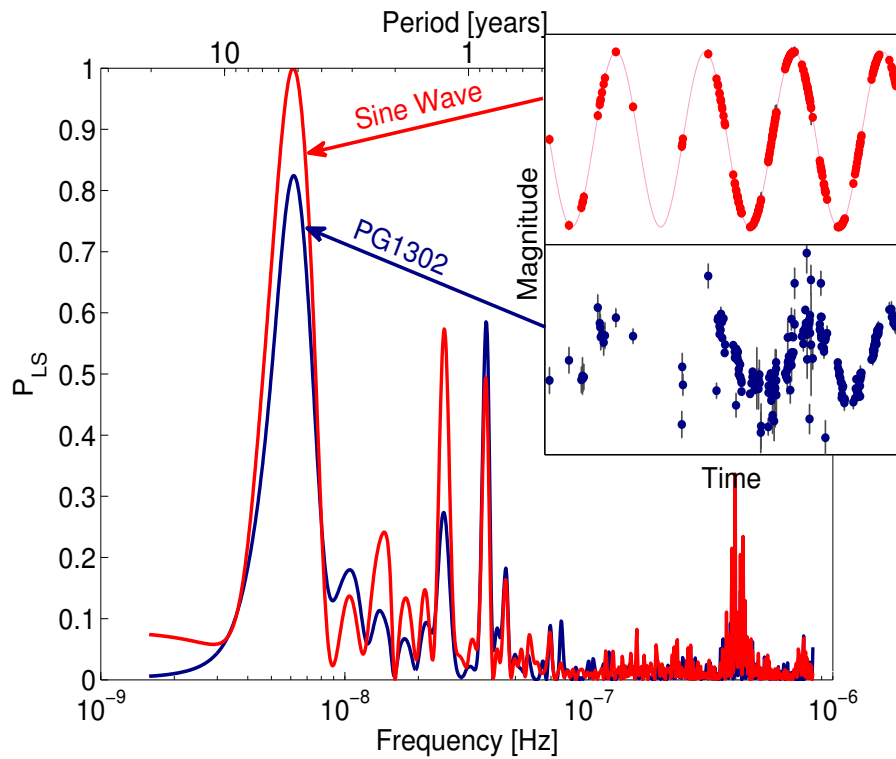 Period [years]
10 1
1
0.9
0.8
0.7
0.6
0.5
0.4
0.3
0.2
0.1
0
P_LS
Sine Wave
PG1302
Magnitude
Time
10^−9 10^−8 10^−7 10^−6
Frequency [Hz]